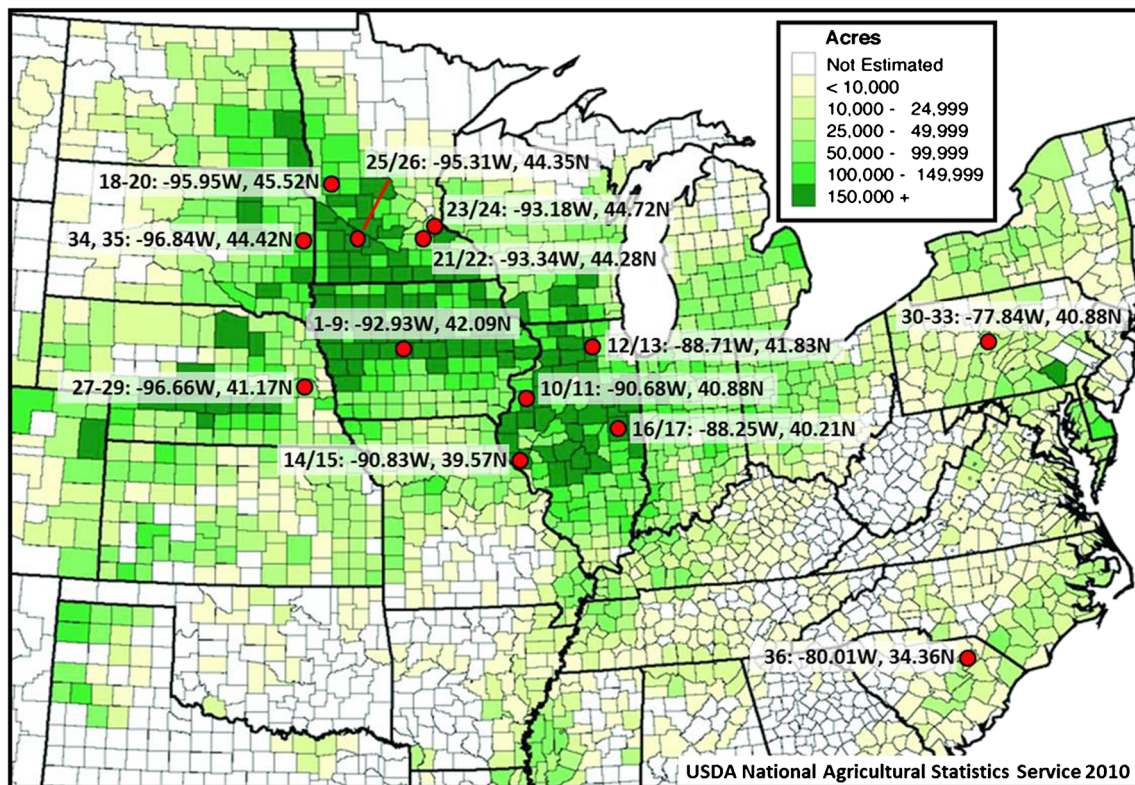 Acres
Not Estimated
< 10,000
10,000 - 24,999
25,000 - 49,999
50,000 - 99,999
100,000 - 149,999
150,000 +
25/26: -95.31W, 44.35N
18-20: -95.95W, 45.52N
23/24: -93.18W, 44.72N
34, 35: -96.84W, 44.42N
21/22: -93.34W, 44.28N
30-33: -77.84W, 40.88N
1-9: -92.93W, 42.09N
12/13: -88.71W, 41.83N
27-29: -96.66W, 41.17N
10/11: -90.68W, 40.88N
16/17: -88.25W, 40.21N
14/15: -90.83W, 39.57N
36: -80.01W, 34.36N
USDA National Agricultural Statistics Service 2010